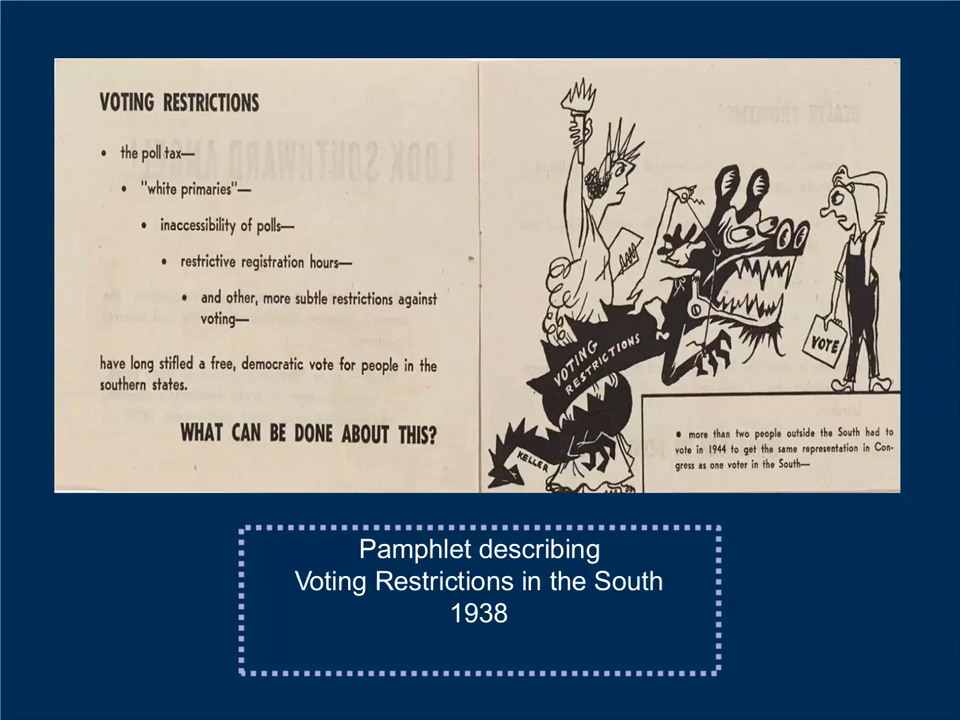 VOTING RESTRICTIONS
• the poll tax—
• "white primaries"—
• inaccessibility of polls—
• restrictive registration hours—
• and other, more subtle restrictions against
voting—
have long stifled a free, democratic vote for people in the
southern states.
WHAT CAN BE DONE ABOUT THIS?
VOTING
RESTRICTIONS
KELLER
VOTE
• more than two people outside the South had to
vote in 1944 to get the same representation in Con-
gress as one voter in the South—
Pamphlet describing
Voting Restrictions in the South
1938